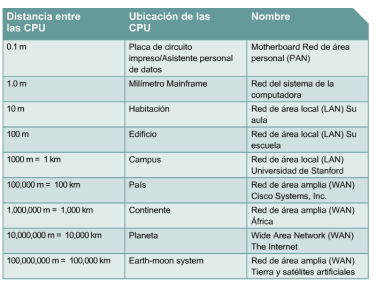 Distancia entre
las CPU
Ubicación de las
CPU
Nombre
0.1 m
Placa de circuito
impreso/Asistente personal
de datos
Motherboard Red de área
personal (PAN)
1.0 m
Milímetro Mainframe
Red del sistema de la
computadora
10 m
Habitación
Red de área local (LAN) Su
aula
100 m
Edificio
Red de área local (LAN) Su
escuela
1000 m = 1 km
Campus
Red de área local (LAN)
Universidad de Stanford
100,000 m = 100 km
País
Red de área amplia (WAN)
Cisco Systems, Inc.
1,000,000 m = 1,000 km
Continente
Red de área amplia (WAN)
África
10,000,000 m = 10,000 km
Planeta
Wide Area Network (WAN)
The Internet
100,000,000 m = 100,000 km
Earth-moon system
Red de área amplia (WAN)
Tierra y satélites artificiales